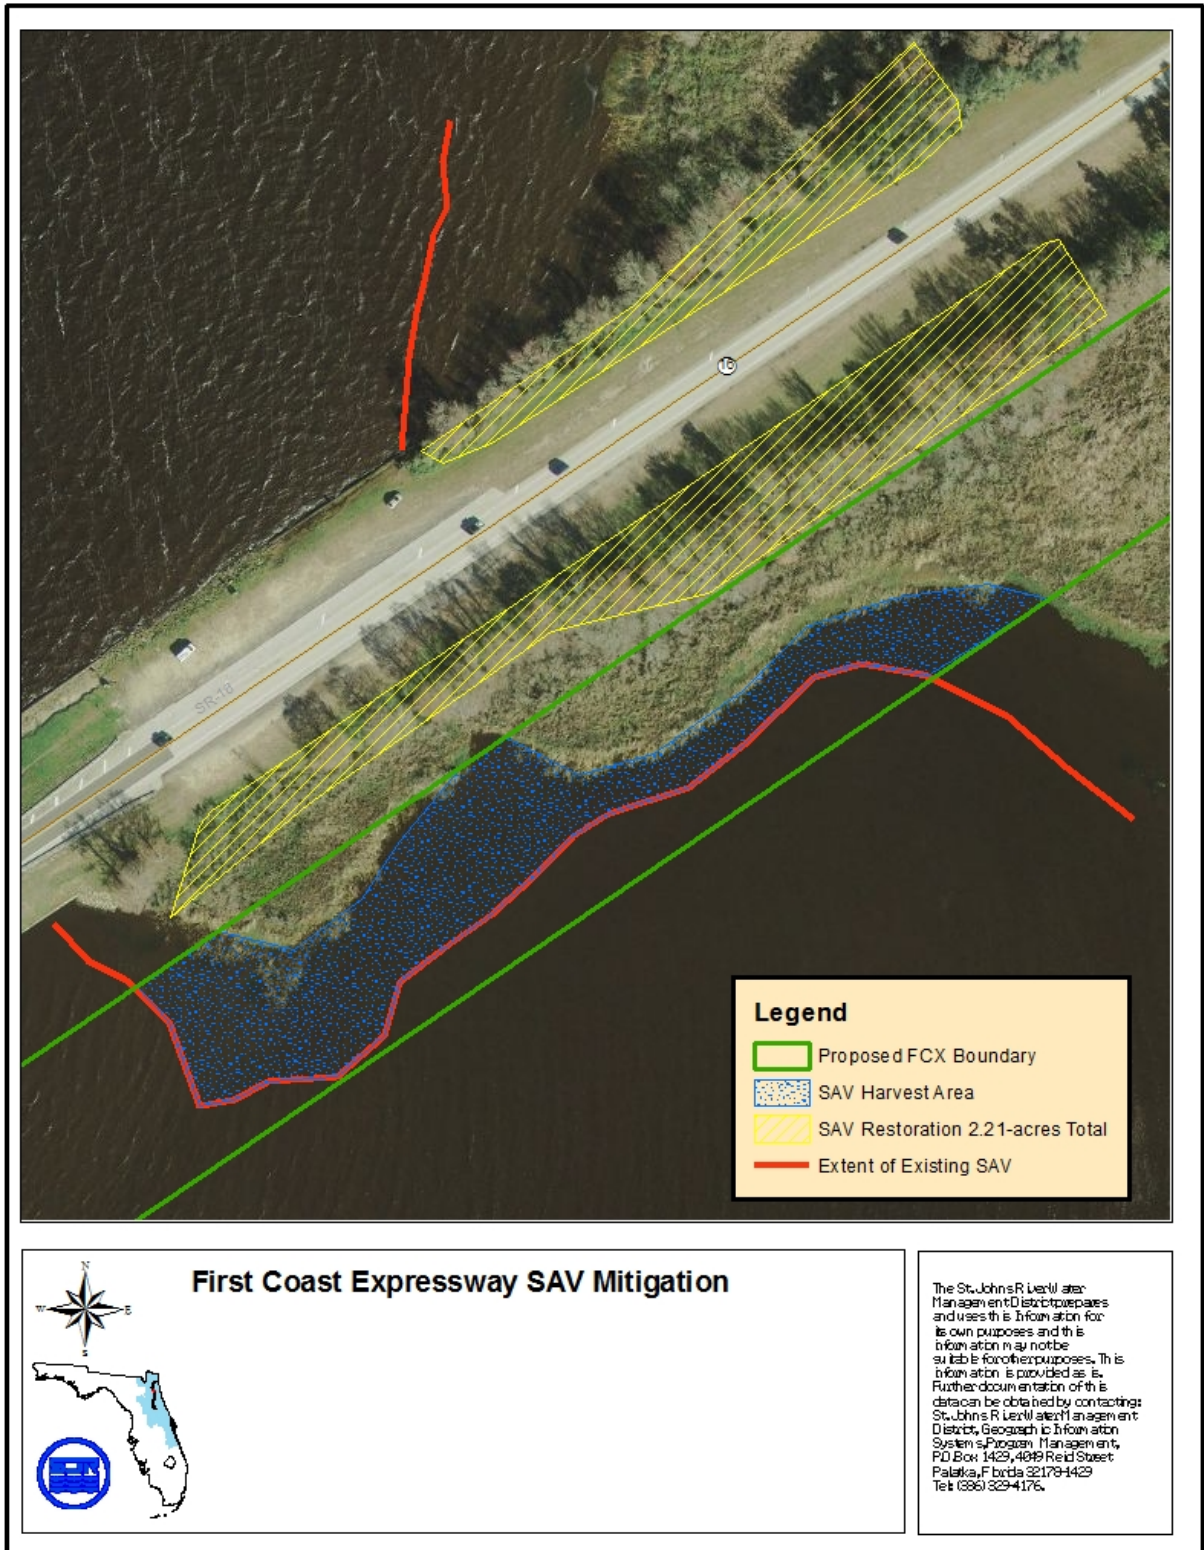 16
SR-16
Legend
Proposed FCX Boundary
SAV Harvest Area
SAV Restoration 2.21-acres Total
Extent of Existing SAV
First Coast Expressway SAV Mitigation
N
W
E
S
The St. Johns River Water
Management District prepares
and uses this information for
its own purposes and this
information may not be
suitable for other purposes. This
information is provided as is.
Further documentation of this
data can be obtained by contacting:
St. Johns River Water Management
District, Geographic Information
Systems, Program Management,
P.O. Box 1429, 4049 Reid Street
Palatka, Florida 32178-1429
Tel: (386) 329-4176.